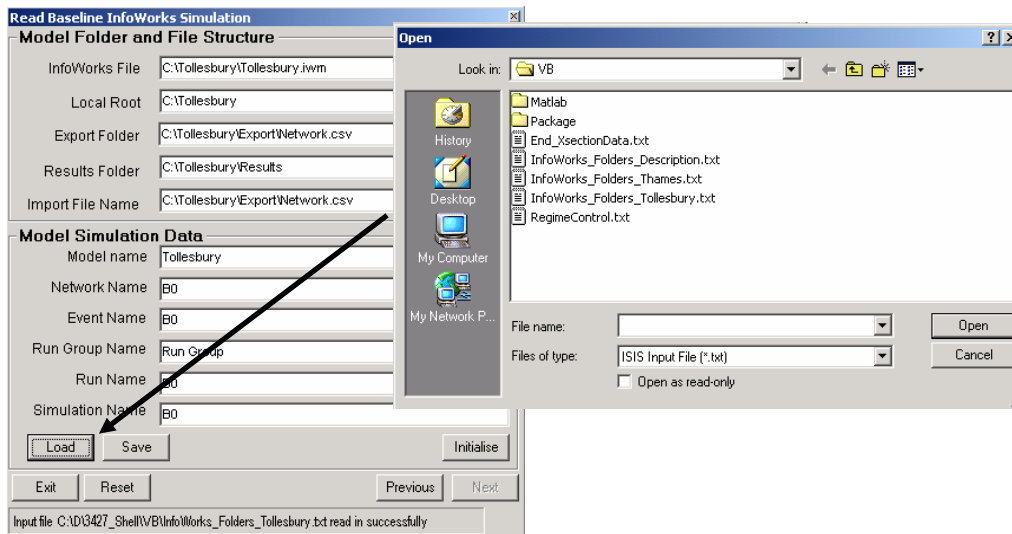 Read Baseline InfoWorks Simulation
Model Folder and File Structure
InfoWorks File C:\Tollesbury\Tollesbury.iwm
Local Root C:\Tollesbury
Export Folder C:\Tollesbury\Export\Network.csv
Results Folder C:\Tollesbury\Results
Import File Name C:\Tollesbury\Export\Network.csv
Model Simulation Data
Model name Tollesbury
Network Name B0
Event Name B0
Run Group Name Run Group
Run Name B0
Simulation Name B0
Load Save Initialise
Exit Reset Previous Next
Input file C:\D\3427_Shell\VB\InfoWorks_Folders_Tollesbury.txt read in successfully
Open
Look in: VB
History
Desktop
My Computer
My Network P...
Matlab
Package
End_XsectionData.txt
InfoWorks_Folders_Description.txt
InfoWorks_Folders_Thames.txt
InfoWorks_Folders_Tollesbury.txt
RegimeControl.txt
File name: Open
Files of type: ISIS Input File (*.txt) Cancel
Open as read-only